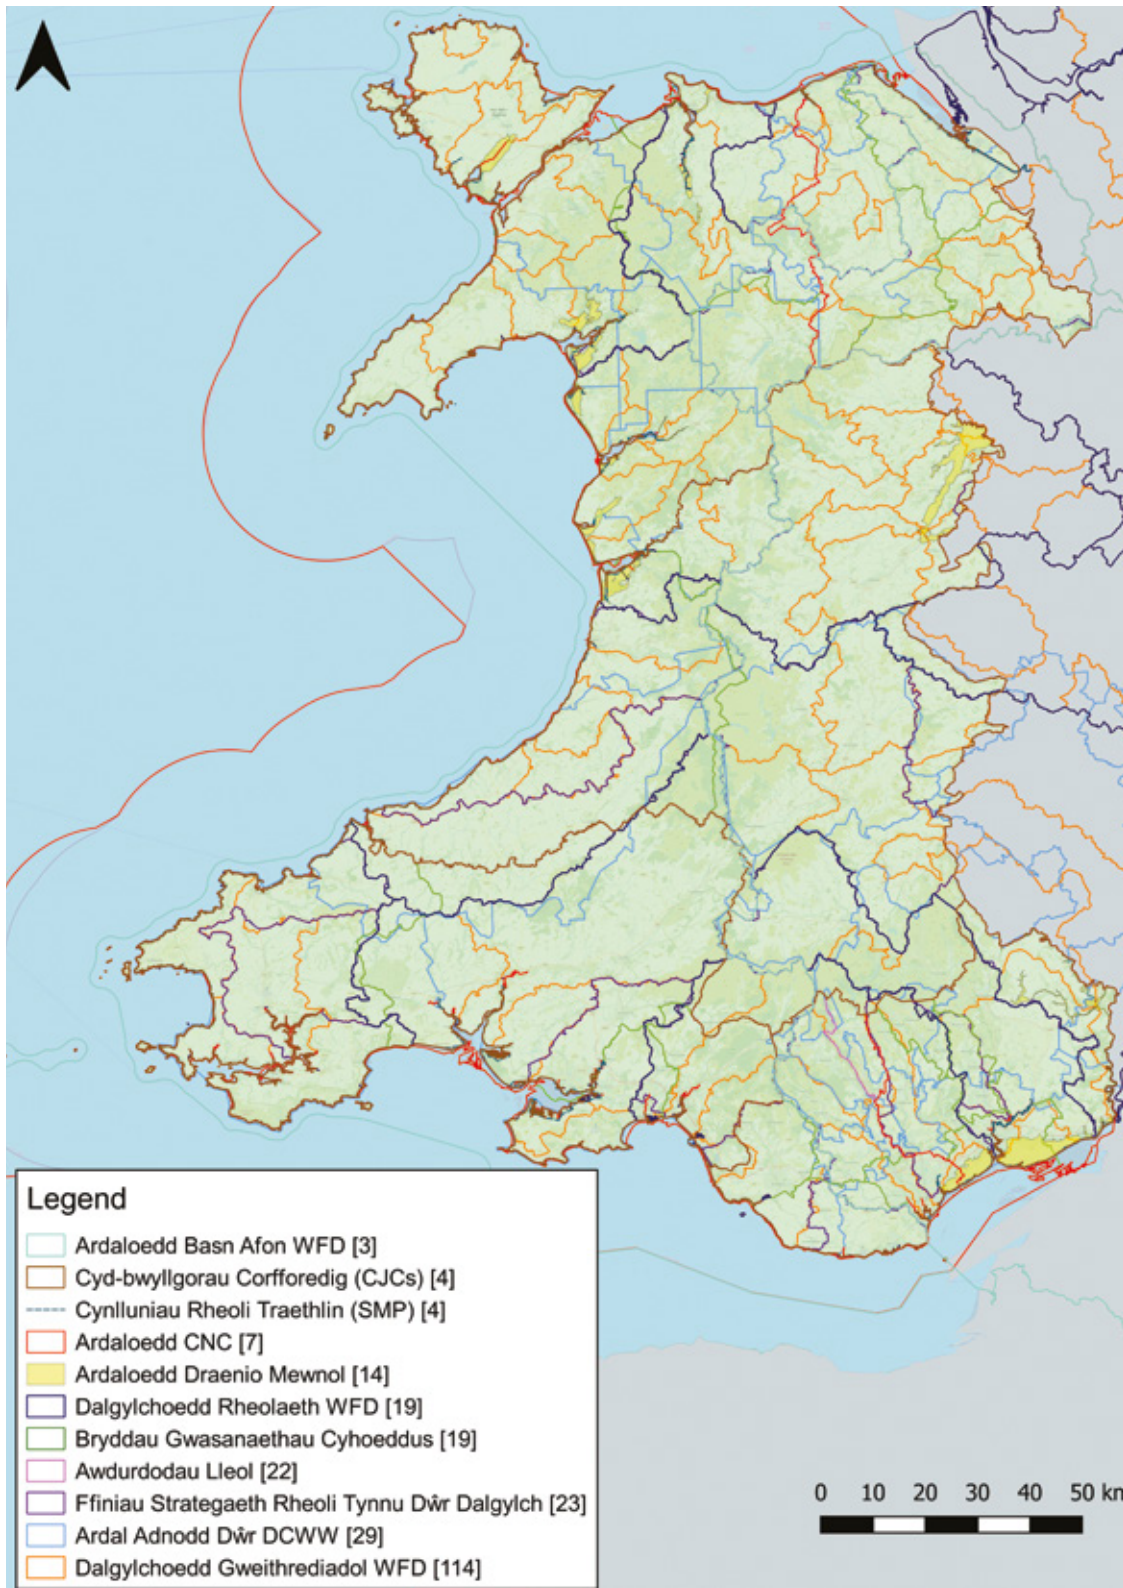 Legend
Ardaloedd Basn Afon WFD [3]
Cyd-bwyllgorau Corfforedig (CJCs) [4]
Cynlluniau Rheoli Traethlin (SMP) [4]
Ardaloedd CNC [7]
Ardaloedd Draenio Mewnol [14]
Dalgylchoedd Rheolaeth WFD [19]
Bryddau Gwasanaethau Cyhoeddus [19]
Awdurdodau Lleol [22]
Ffiniau Strategaeth Rheoli Tynnu Dŵr Dalgylch [23]
Ardal Adnodd Dŵr DCWW [29]
Dalgylchoedd Gweithrediadol WFD [114]
0 10 20 30 40 50 km